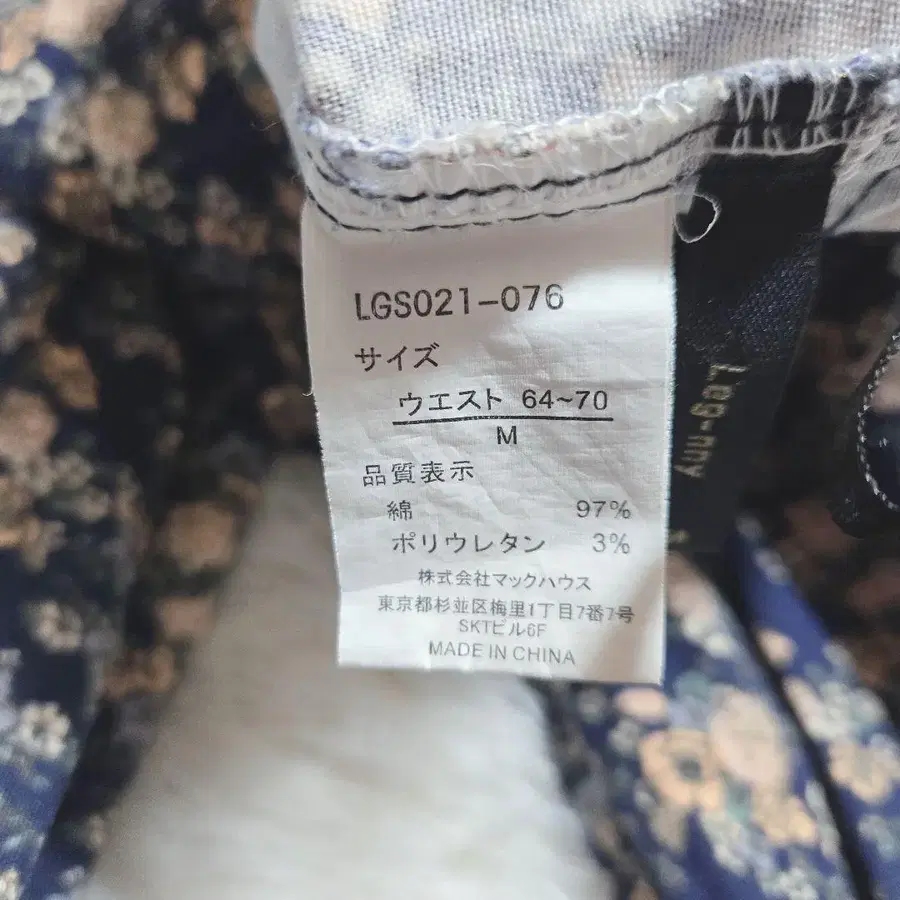 LGS021-076
サイズ
ウエスト 64~70
M
品質表示
綿 97%
ポリウレタン 3%
株式会社マックハウス
東京都杉並区梅里1丁目7番7号
SKTビル6F
MADE IN CHINA
Leg-nny